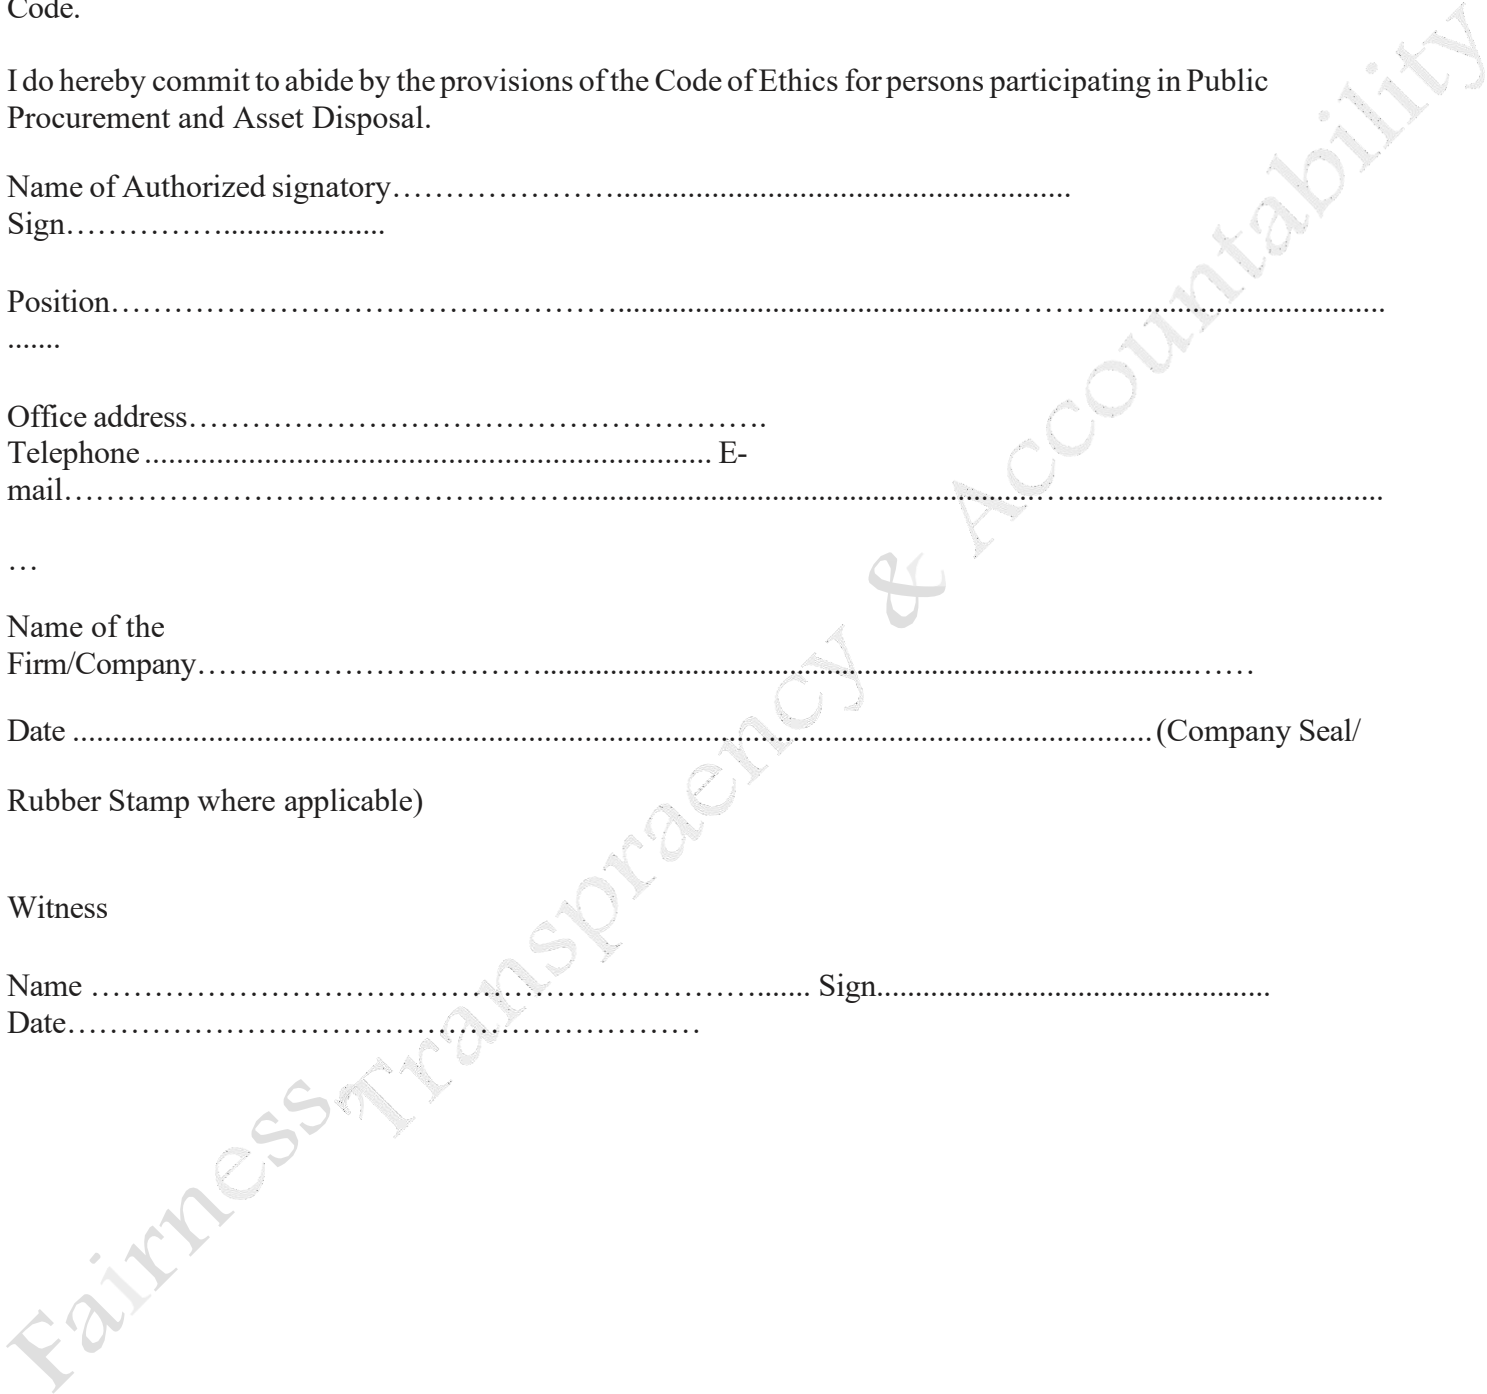 Code.
I do hereby commit to abide by the provisions of the Code of Ethics for persons participating in Public
Procurement and Asset Disposal.
Name of Authorized signatory…………………..........................................................
Sign……………......................
Position…………………………………………..................................................………...................................
.......
Office address……………………………………………….
Telephone ....................................................................... E-
mail…………………………………………...........................................................…........................................
…
Name of the
Firm/Company……………………………..................................................................................……
Date ....................................................................................................................................... (Company Seal/
Rubber Stamp where applicable)
Witness
Name ………………………………………………………...... Sign.................................................
Date……………………………………………………
Fairness, Transpraency & Accountability